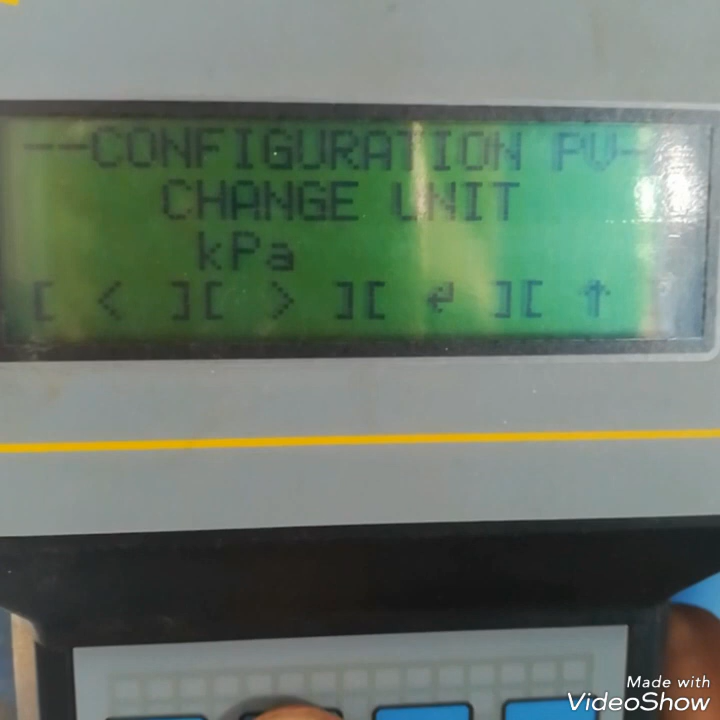 --CONFIGURATION PV-
CHANGE UNIT
kPa
[ < ][ > ][ ↵ ][ ↑
Made with
VideoShow